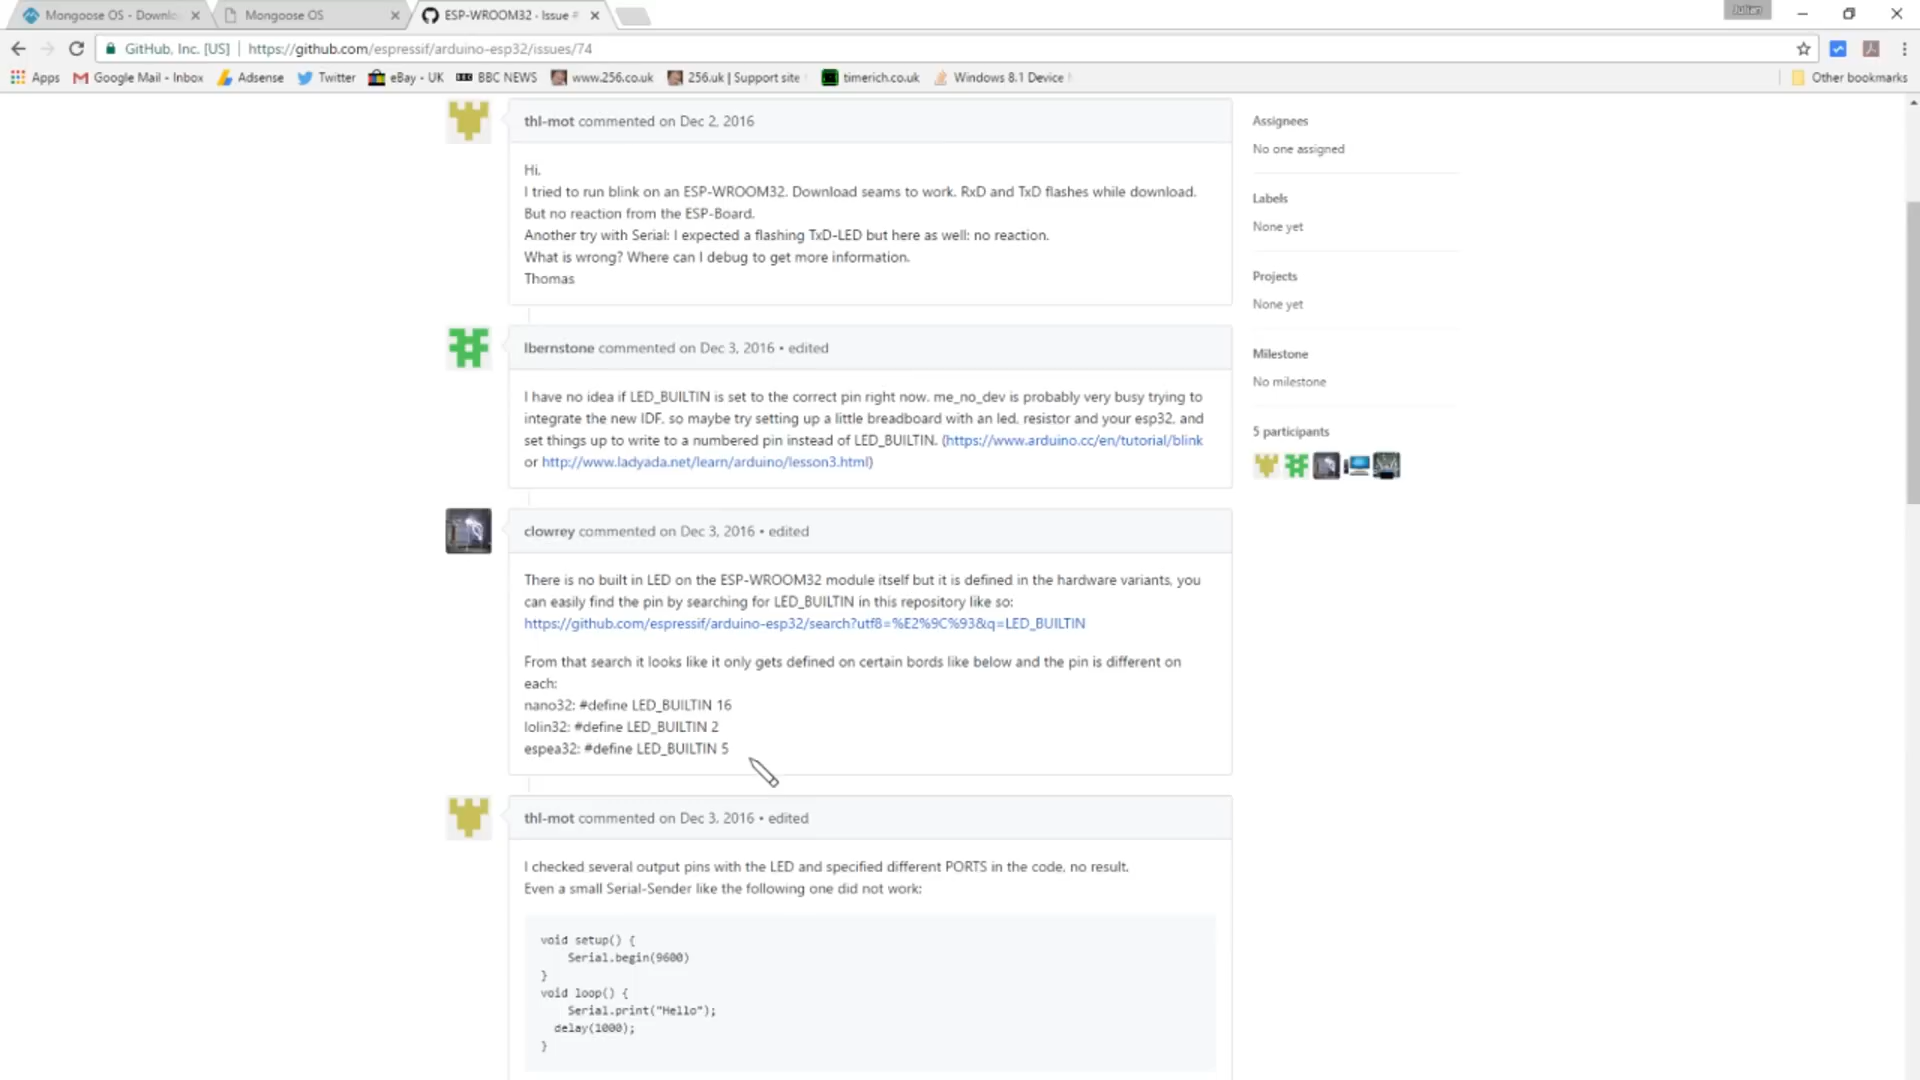 Mongoose OS - Downlo
Mongoose OS
ESP-WROOM32 · Issue #
Julian
GitHub, Inc. [US]
https://github.com/espressif/arduino-esp32/issues/74
Apps
Google Mail - Inbox
Adsense
Twitter
eBay - UK
BBC NEWS
www.256.co.uk
256.uk | Support site
timerich.co.uk
Windows 8.1 Device
Other bookmarks
thl-mot commented on Dec 2, 2016
Hi.
I tried to run blink on an ESP-WROOM32. Download seams to work. RxD and TxD flashes while download.
But no reaction from the ESP-Board.
Another try with Serial: I expected a flashing TxD-LED but here as well: no reaction.
What is wrong? Where can I debug to get more information.
Thomas
lbernstone commented on Dec 3, 2016 • edited
I have no idea if LED_BUILTIN is set to the correct pin right now. me_no_dev is probably very busy trying to
integrate the new IDF, so maybe try setting up a little breadboard with an led, resistor and your esp32, and
set things up to write to a numbered pin instead of LED_BUILTIN. (https://www.arduino.cc/en/tutorial/blink
or http://www.ladyada.net/learn/arduino/lesson3.html)
clowrey commented on Dec 3, 2016 • edited
There is no built in LED on the ESP-WROOM32 module itself but it is defined in the hardware variants, you
can easily find the pin by searching for LED_BUILTIN in this repository like so:
https://github.com/espressif/arduino-esp32/search?utf8=%E2%9C%93&q=LED_BUILTIN
From that search it looks like it only gets defined on certain bords like below and the pin is different on
each:
nano32: #define LED_BUILTIN 16
lolin32: #define LED_BUILTIN 2
espea32: #define LED_BUILTIN 5
thl-mot commented on Dec 3, 2016 • edited
I checked several output pins with the LED and specified different PORTS in the code, no result.
Even a small Serial-Sender like the following one did not work:
void setup() {
Serial.begin(9600)
}
void loop() {
Serial.print("Hello");
delay(1000);
}
Assignees
No one assigned
Labels
None yet
Projects
None yet
Milestone
No milestone
5 participants